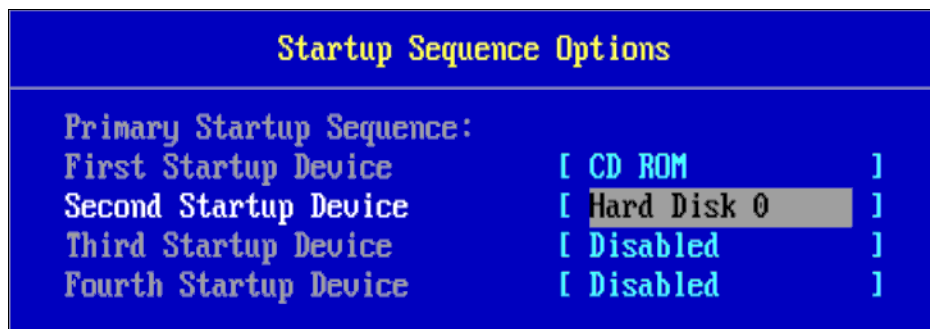 Startup Sequence Options
Primary Startup Sequence:
First Startup Device [ CD ROM ]
Second Startup Device [ Hard Disk 0 ]
Third Startup Device [ Disabled ]
Fourth Startup Device [ Disabled ]